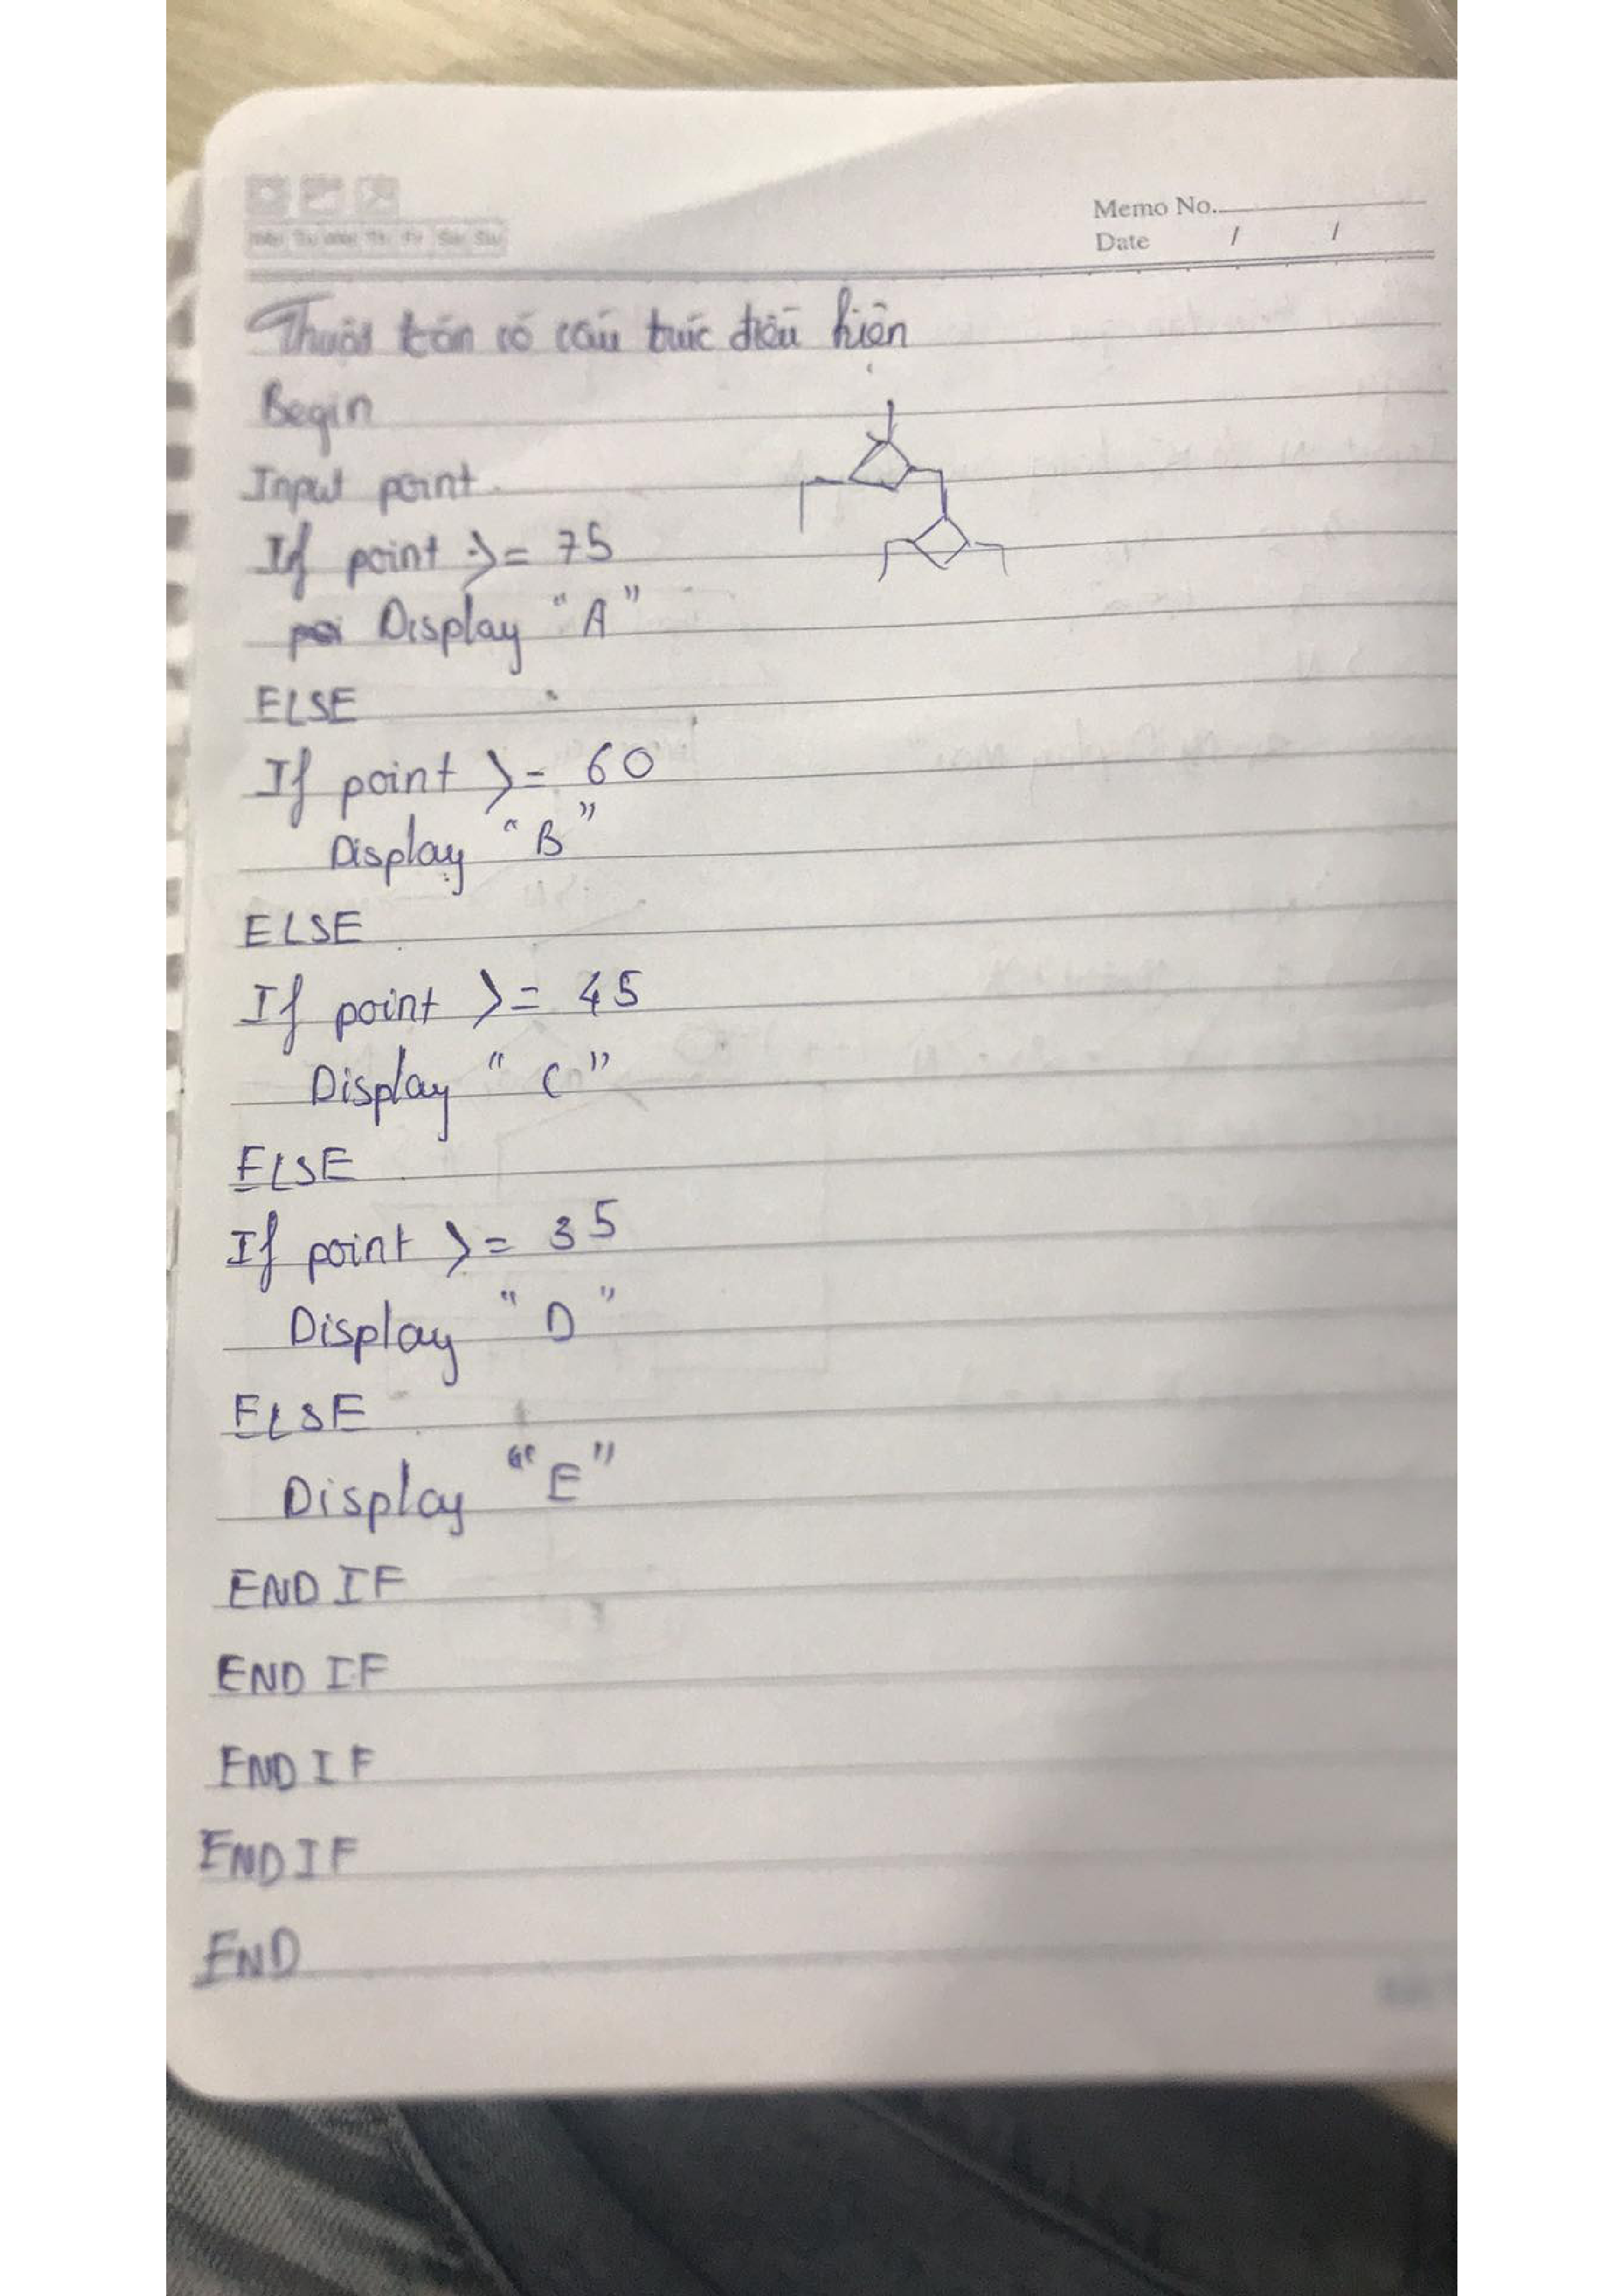 Memo No.
Date / /
Thuật toán có cấu trúc điều kiện
Begin
Input point
If point >= 75
Display "A"
ELSE
If point >= 60
Display "B"
ELSE
If point >= 45
Display "C"
ELSE
If point >= 35
Display "D"
ELSE
Display "E"
END IF
END IF
END IF
END IF
END